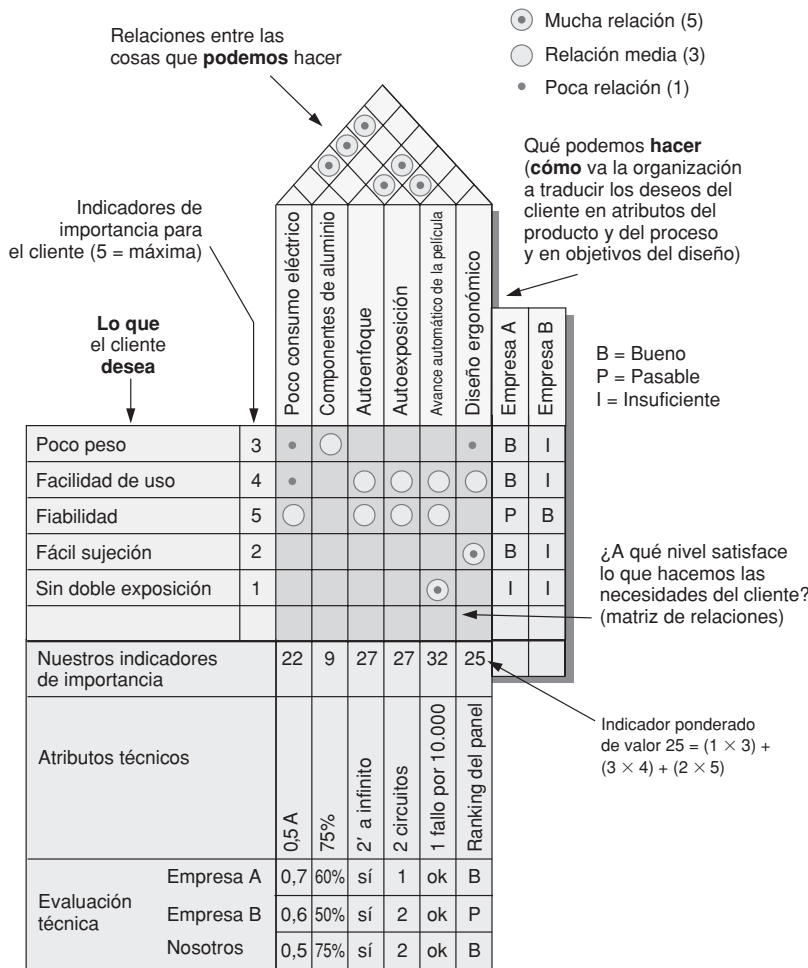 Relaciones entre las
cosas que podemos hacer
Mucha relación (5)
Relación media (3)
Poca relación (1)
Qué podemos hacer
(cómo va la organización
a traducir los deseos del
cliente en atributos del
producto y del proceso
y en objetivos del diseño)
Indicadores de
importancia para
el cliente (5 = máxima)
Lo que
el cliente
desea
Poco consumo eléctrico
Componentes de aluminio
Autoenfoque
Autoexposición
Avance automático de la película
Diseño ergonómico
Empresa A
Empresa B
B = Bueno
P = Pasable
I = Insuficiente
Poco peso 3 B I
Facilidad de uso 4 B I
Fiabilidad 5 P B
Fácil sujeción 2 B I
Sin doble exposición 1 I I
¿A qué nivel satisface
lo que hacemos las
necesidades del cliente?
(matriz de relaciones)
Nuestros indicadores
de importancia
22 9 27 27 32 25
Indicador ponderado
de valor 25 = (1 × 3) +
(3 × 4) + (2 × 5)
Atributos técnicos
0,5 A
75%
2' a infinito
2 circuitos
1 fallo por 10.000
Ranking del panel
Evaluación
técnica
Empresa A 0,7 60% sí 1 ok B
Empresa B 0,6 50% sí 2 ok P
Nosotros 0,5 75% sí 2 ok B